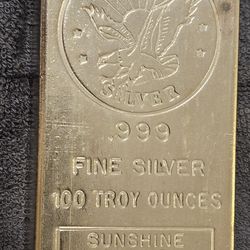 SILVER
.999
FINE SILVER
100 TROY OUNCES
SUNSHINE